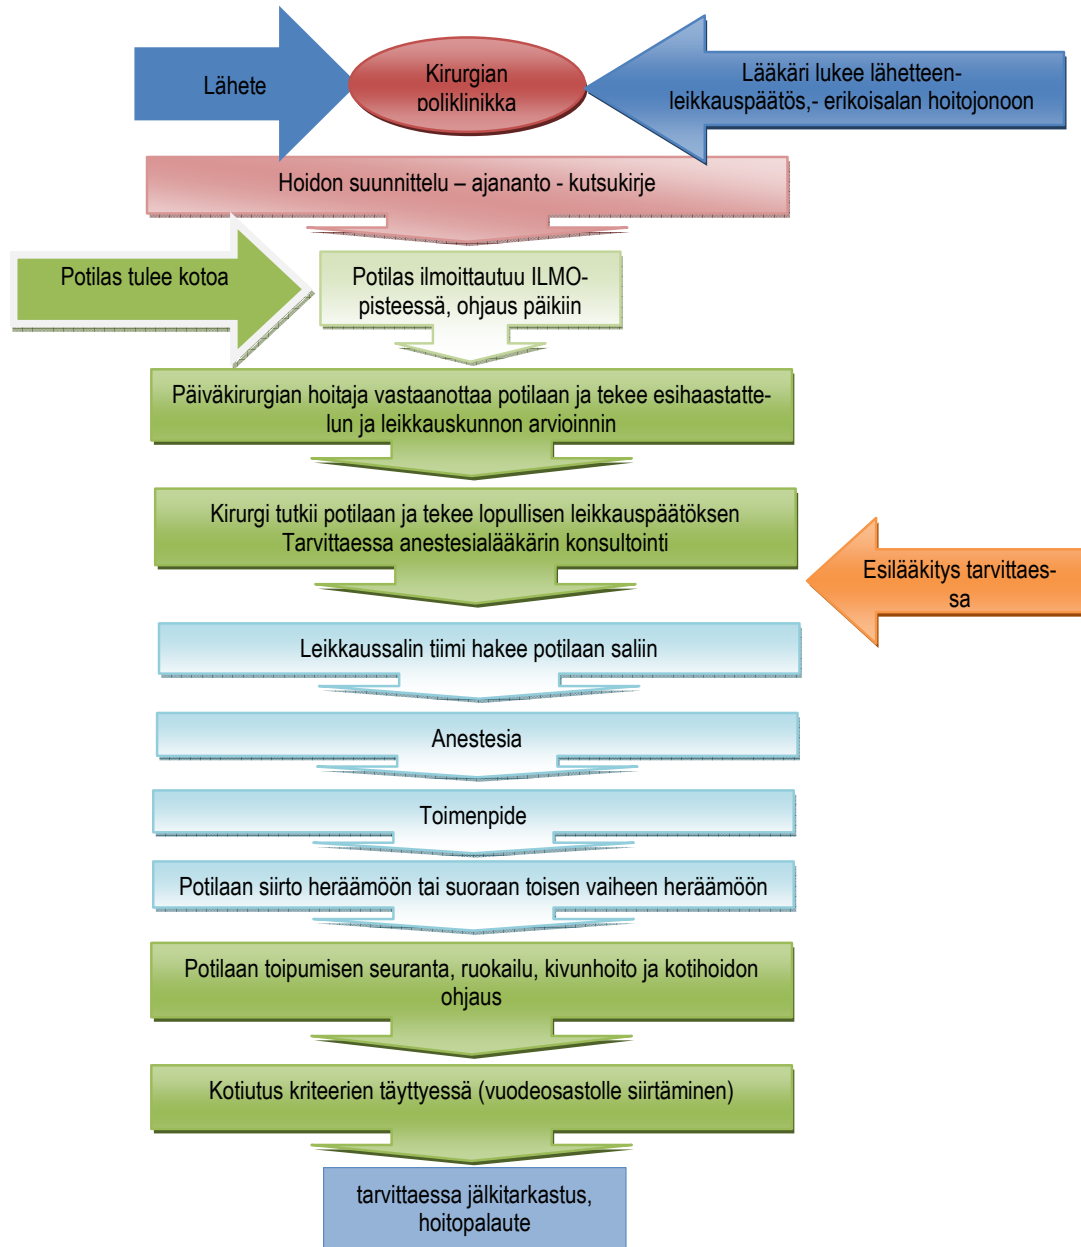 Lähete
Kirurgian
poliklinikka
Lääkäri lukee lähetteen-
leikkauspäätös,- erikoisalan hoitojonoon
Hoidon suunnittelu – ajananto - kutsukirje
Potilas tulee kotoa
Potilas ilmoittautuu ILMO-
pisteessä, ohjaus päikiin
Päiväkirurgian hoitaja vastaanottaa potilaan ja tekee esihaastatte-
lun ja leikkauskunnon arvioinnin
Kirurgi tutkii potilaan ja tekee lopullisen leikkauspäätöksen
Tarvittaessa anestesialääkärin konsultointi
Esilääkitys tarvittaes-
sa
Leikkaussalin tiimi hakee potilaan saliin
Anestesia
Toimenpide
Potilaan siirto heräämöön tai suoraan toisen vaiheen heräämöön
Potilaan toipumisen seuranta, ruokailu, kivunhoito ja kotihoidon
ohjaus
Kotiutus kriteerien täyttyessä (vuodeosastolle siirtäminen)
tarvittaessa jälkitarkastus,
hoitopalaute